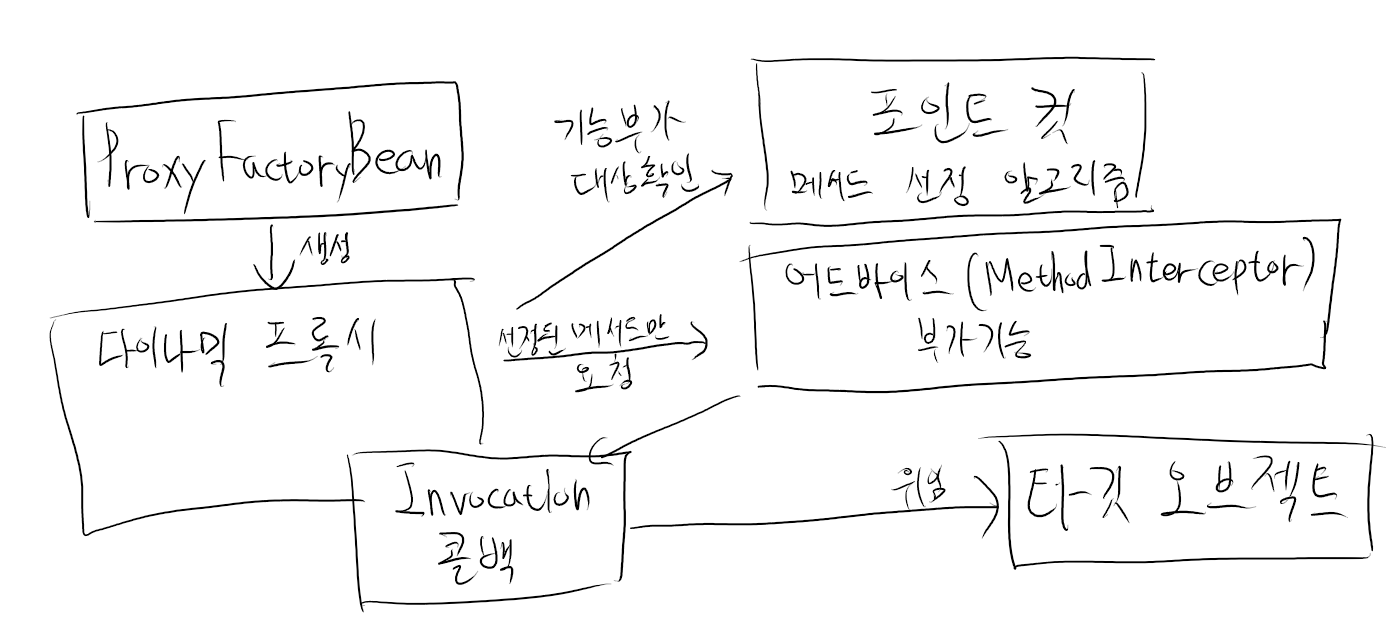 ProxyFactoryBean
생성
다이나믹 프록시
기능부가
대상확인
포인트 컷
메서드 선정 알고리즘
선정된 메서드만
요청
어드바이스 (MethodInterceptor)
부가기능
Invocation
콜백
위임
타깃 오브젝트